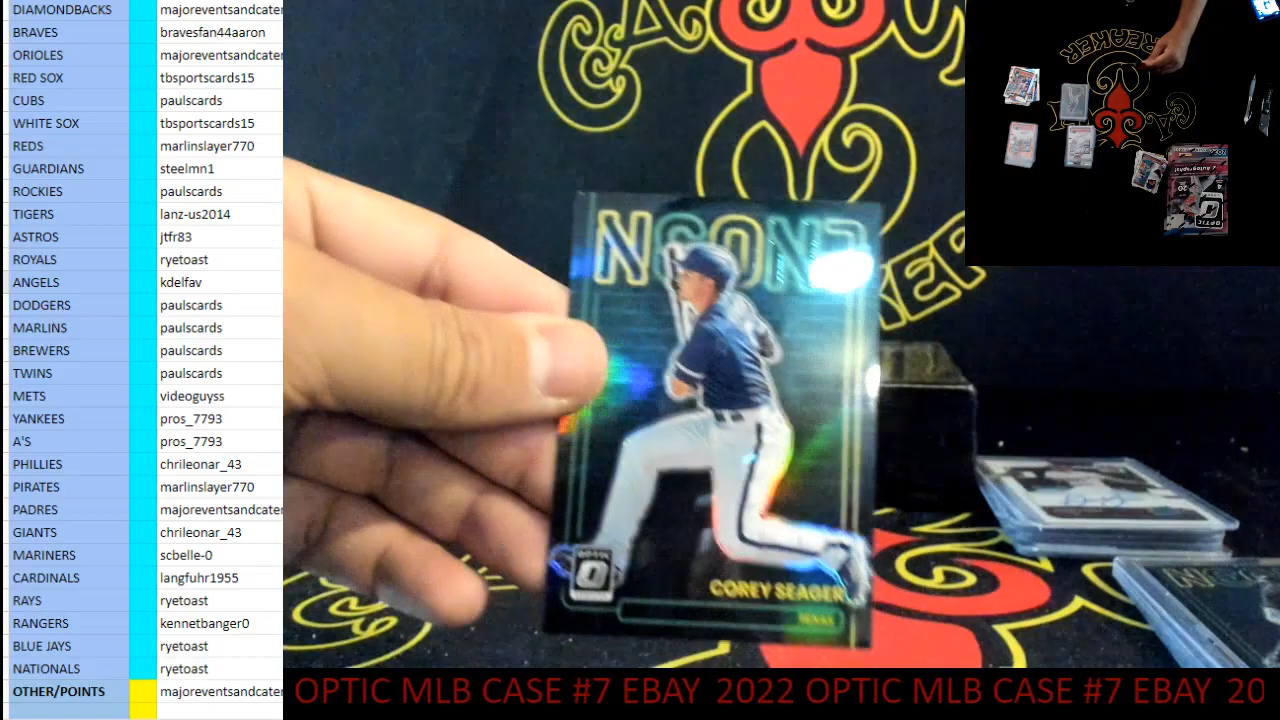 DIAMONDBACKS majoreventsandcater
BRAVES bravesfan44aaron
ORIOLES majoreventsandcater
RED SOX tbsportscards15
CUBS paulscards
WHITE SOX tbsportscards15
REDS marlinslayer770
GUARDIANS steelmn1
ROCKIES paulscards
TIGERS lanz-us2014
ASTROS jtfr83
ROYALS ryetoast
ANGELS kdelfav
DODGERS paulscards
MARLINS paulscards
BREWERS paulscards
TWINS paulscards
METS videoguyss
YANKEES pros_7793
A'S pros_7793
PHILLIES chrileonar_43
PIRATES marlinslayer770
PADRES majoreventsandcater
GIANTS chrileonar_43
MARINERS scbelle-0
CARDINALS langfuhr1955
RAYS ryetoast
RANGERS kennetbanger0
BLUE JAYS ryetoast
NATIONALS ryetoast
OTHER/POINTS majoreventsandcater
COREY SEAGER
TEXAS
REAKER
OPTIC MLB CASE #7 EBAY 2022 OPTIC MLB CASE #7 EBAY 20